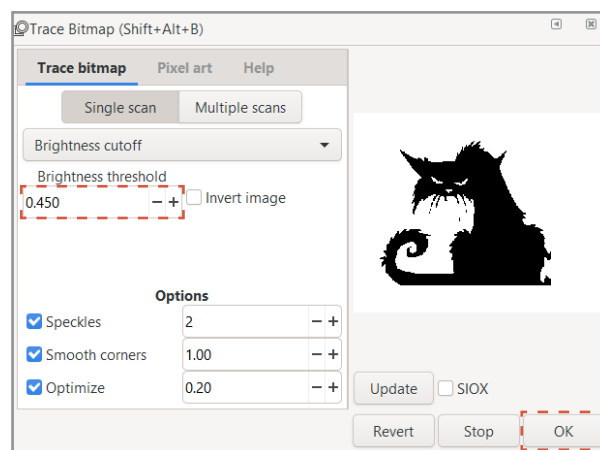 Trace Bitmap (Shift+Alt+B)
Trace bitmap Pixel art Help
Single scan Multiple scans
Brightness cutoff
Brightness threshold
0.450 − + Invert image
Options
Speckles 2 − +
Smooth corners 1.00 − +
Optimize 0.20 − +
Update SIOX
Revert Stop OK